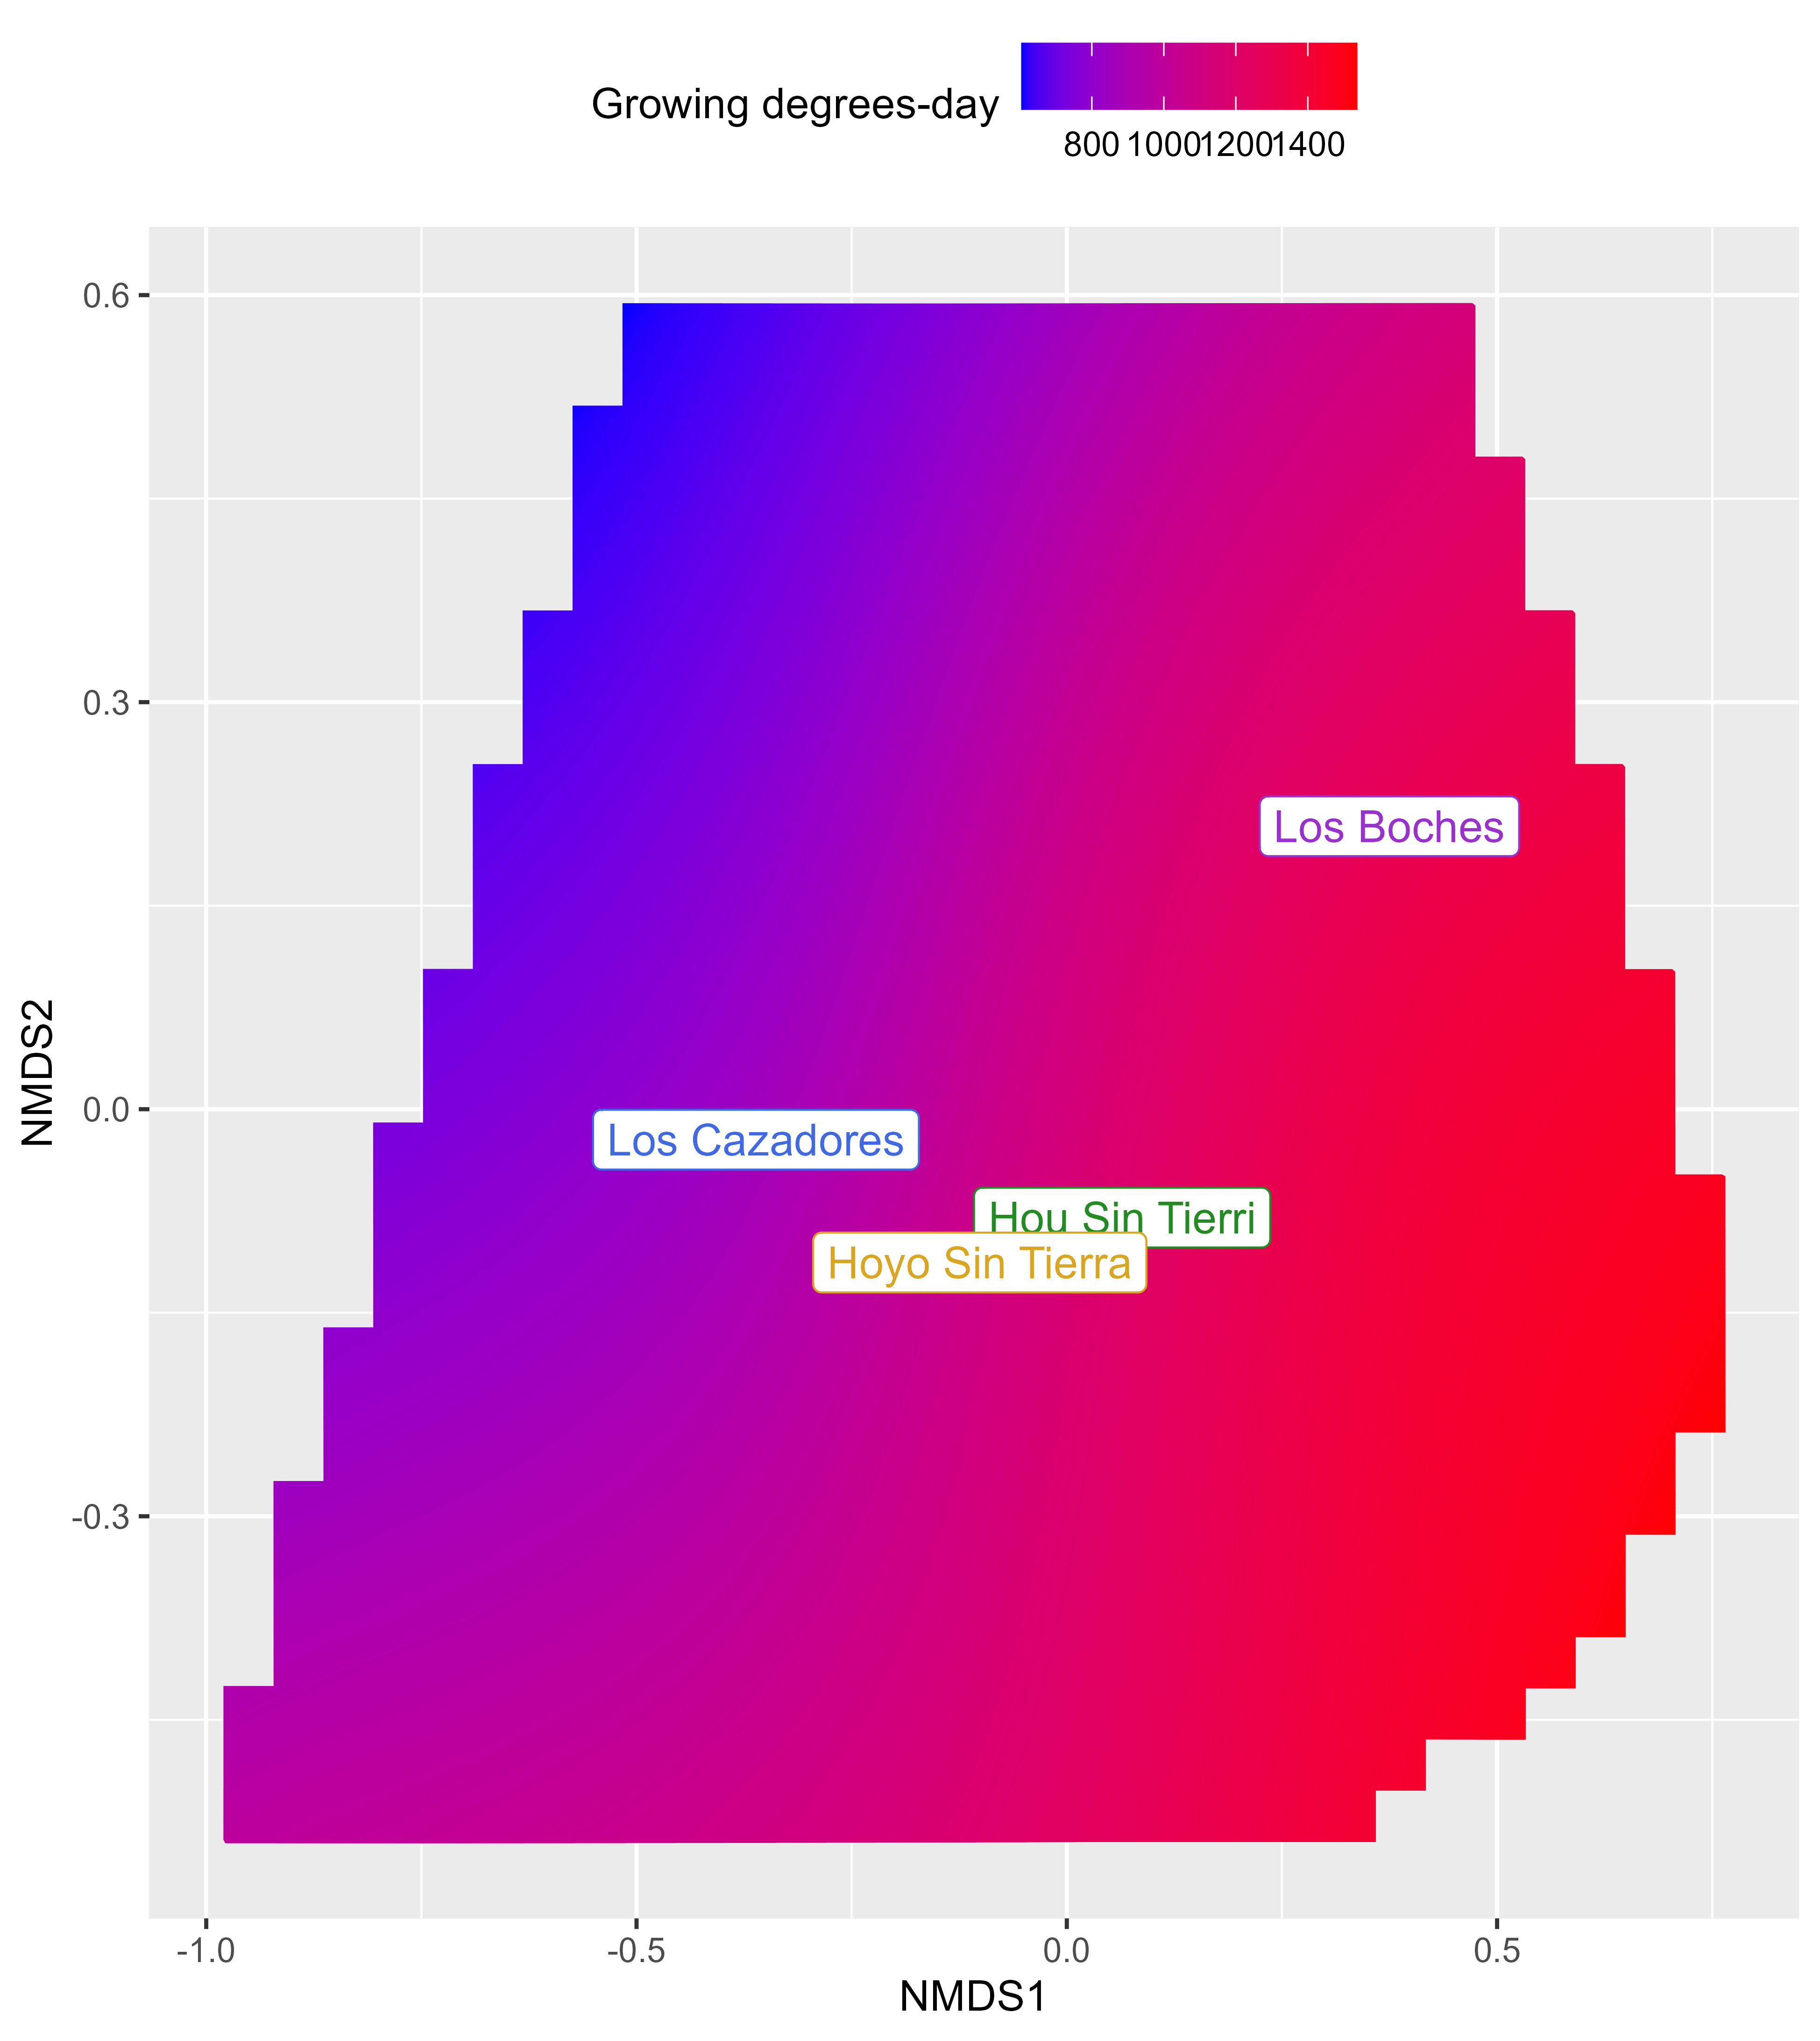 Growing degrees-day
800 1000 1200 1400
0.6
0.3
Los Boches
NMDS2
0.0
Los Cazadores
Hou Sin Tierri
Hoyo Sin Tierra
-0.3
-1.0 -0.5 0.0 0.5
NMDS1